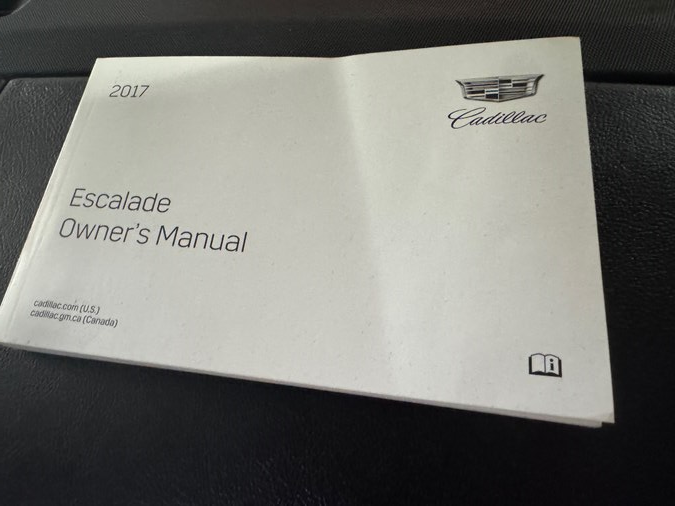 2017
Cadillac
Escalade
Owner's Manual
cadillac.com (U.S.)
cadillac.gm.ca (Canada)
i